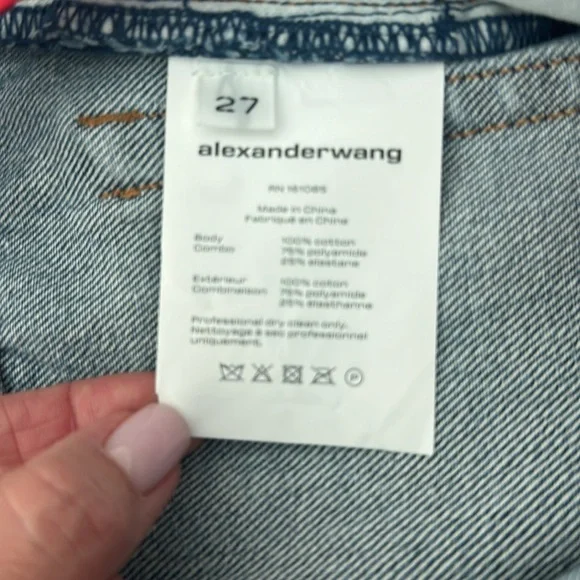 27
alexanderwang
RN 161085
Made in China
Fabriqué en China
Body 100% cotton
Combo 75% polyamide
25% elastane
Extérieur 100% coton
Combinaison 75% polyamide
25% élasthanne
Professional dry clean only.
Nettoyage à sec professionnel
uniquement.
P